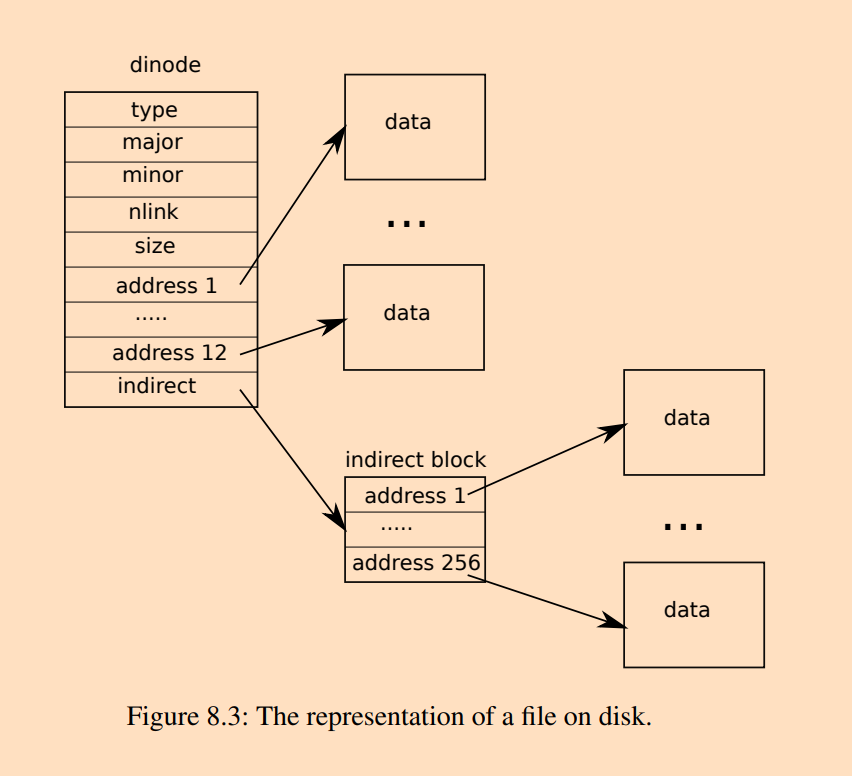 dinode
type
major
minor
nlink
size
address 1
.....
address 12
indirect
data
...
data
indirect block
address 1
.....
address 256
data
...
data
Figure 8.3: The representation of a file on disk.